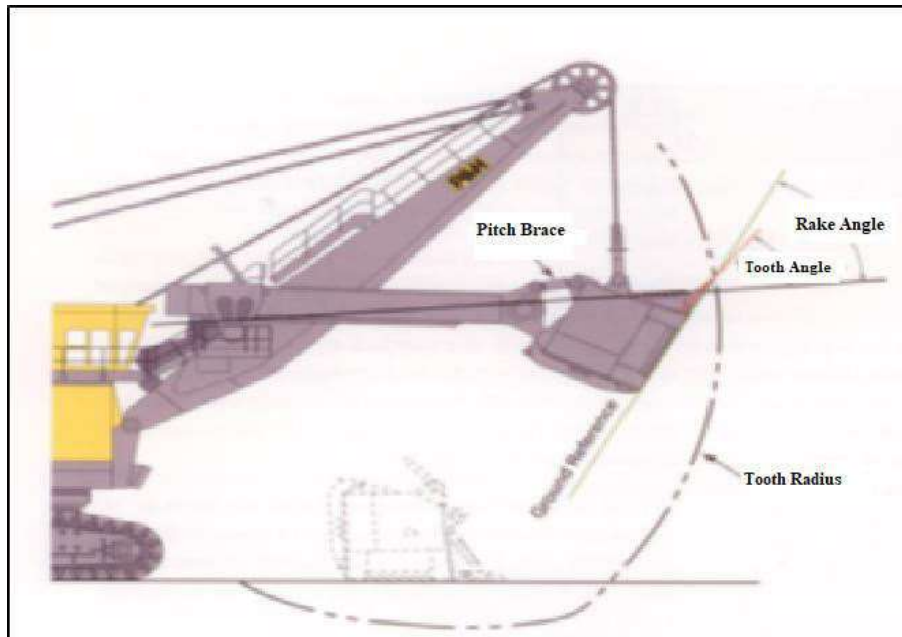 P&H
Pitch Brace
Rake Angle
Tooth Angle
Ground Reference
Tooth Radius